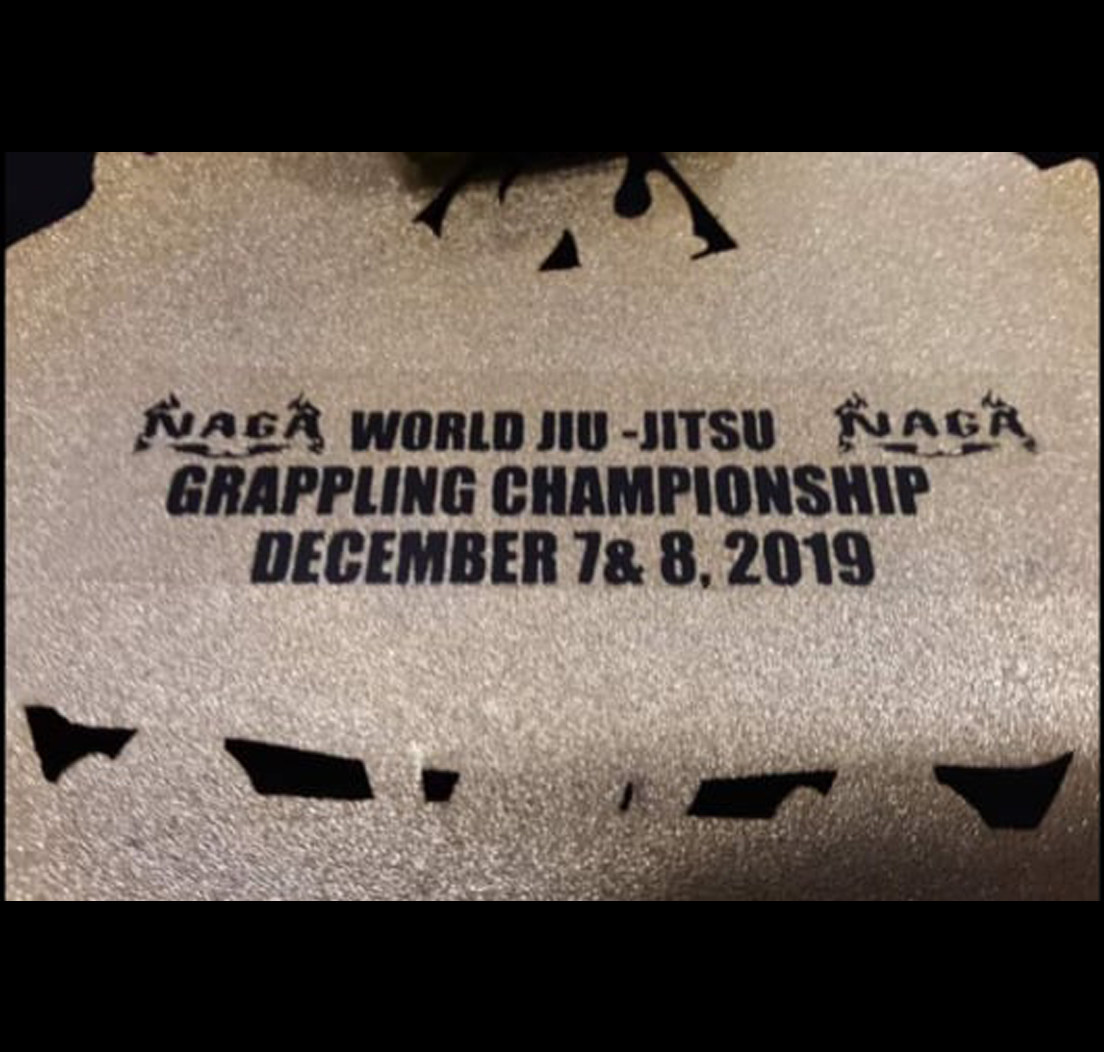 NAGA WORLD JIU -JITSU NAGA
GRAPPLING CHAMPIONSHIP
DECEMBER 7& 8, 2019